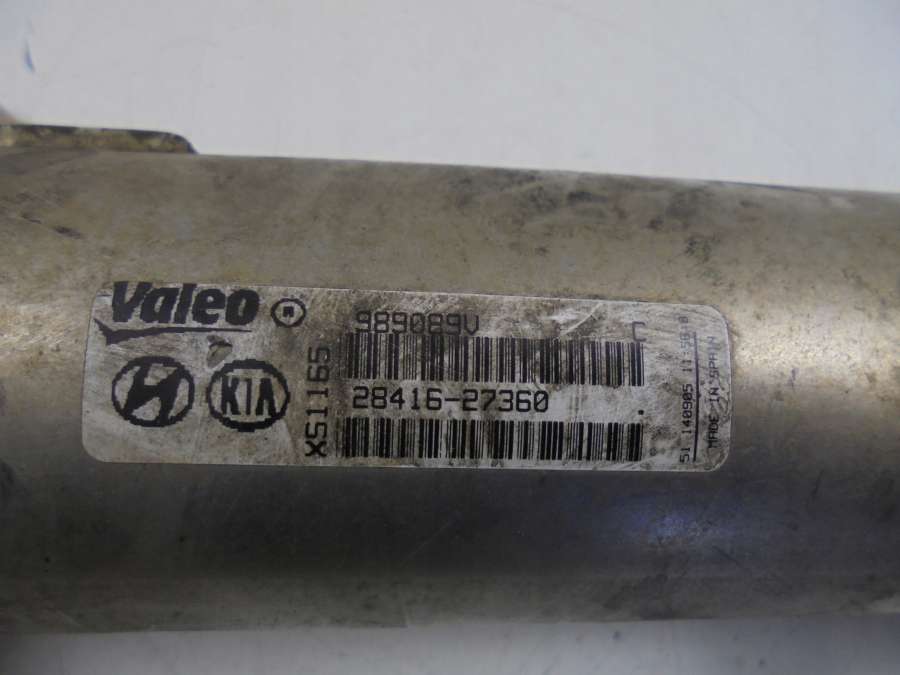 Valeo
R
989089V C
KIA
XS1165
28416-27360
MADE IN SPAIN